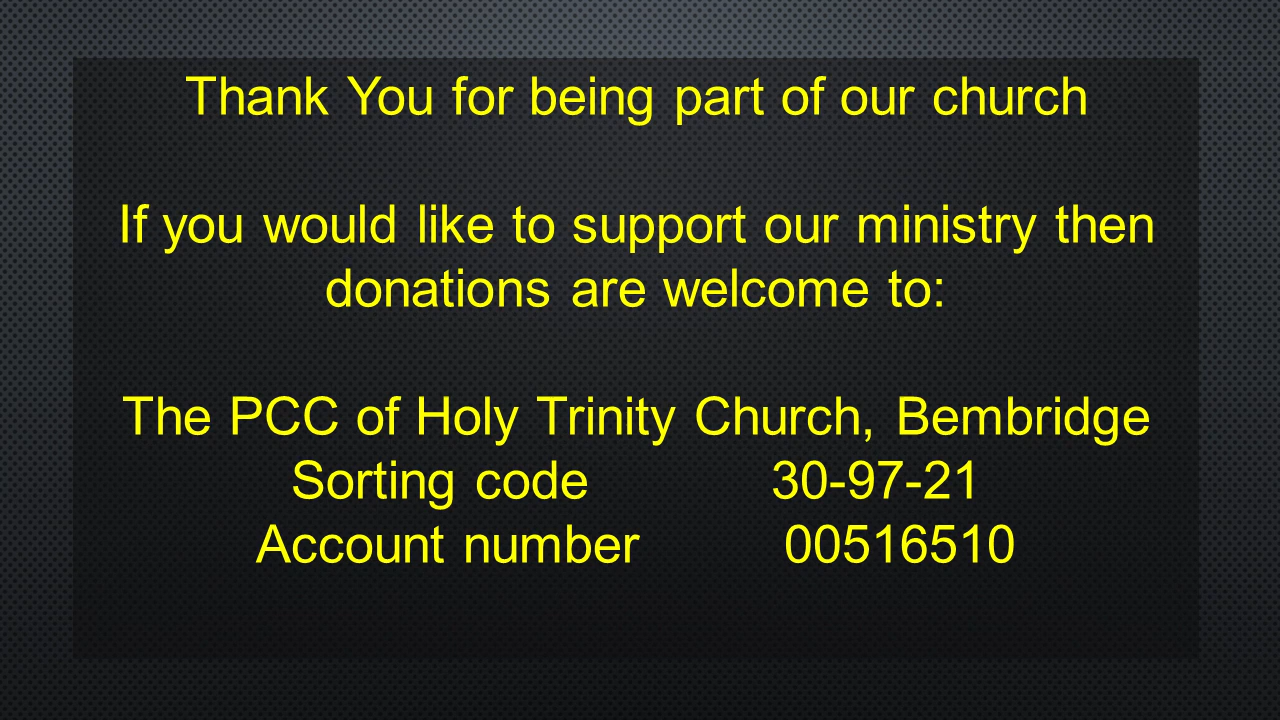 Thank You for being part of our church
If you would like to support our ministry then
donations are welcome to:
The PCC of Holy Trinity Church, Bembridge
Sorting code 30-97-21
Account number 00516510